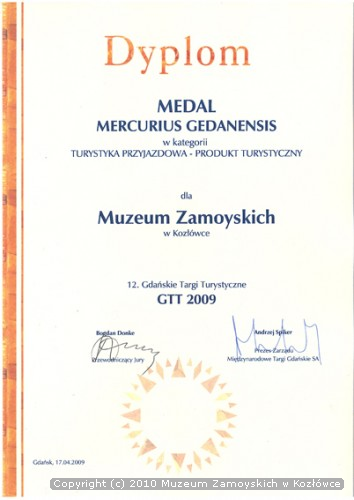 Dyplom
MEDAL
MERCURIUS GEDANENSIS
w kategorii
TURYSTYKA PRZYJAZDOWA - PRODUKT TURYSTYCZNY
dla
Muzeum Zamoyskich
w Kozłówce
12. Gdańskie Targi Turystyczne
GTT 2009
Bogdan Donke
Przewodniczący Jury
Andrzej Spiker
Prezes Zarządu
Międzynarodowe Targi Gdańskie SA
Gdańsk, 17.04.2009
Copyright (c) 2010 Muzeum Zamoyskich w Kozłówce